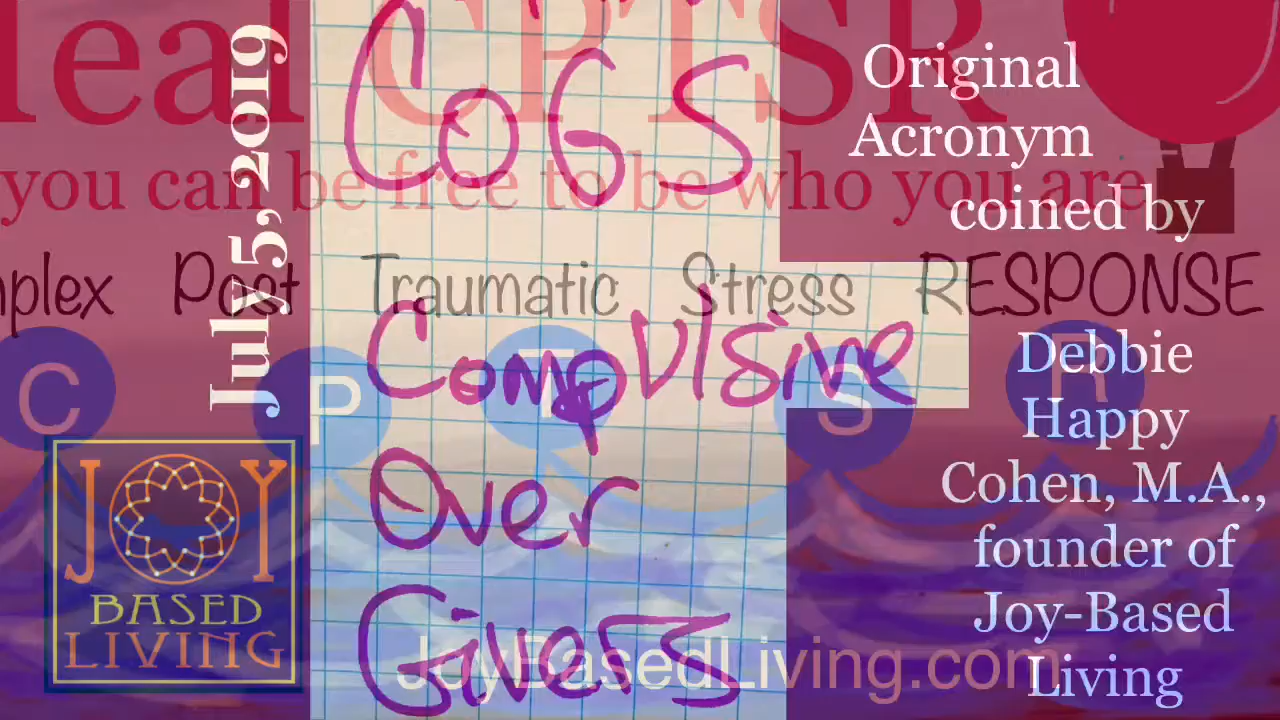 Heal CPTSR
you can be free to be who you are
mplex Post Traumatic Stress RESPONSE
C P T S R
July 5, 2019
CoGS
Compulsive
Over
Givers
Original
Acronym
coined by
Debbie
Happy
Cohen, M.A.,
founder of
Joy-Based
Living
JOY
BASED
LIVING
JoyBasedLiving.com